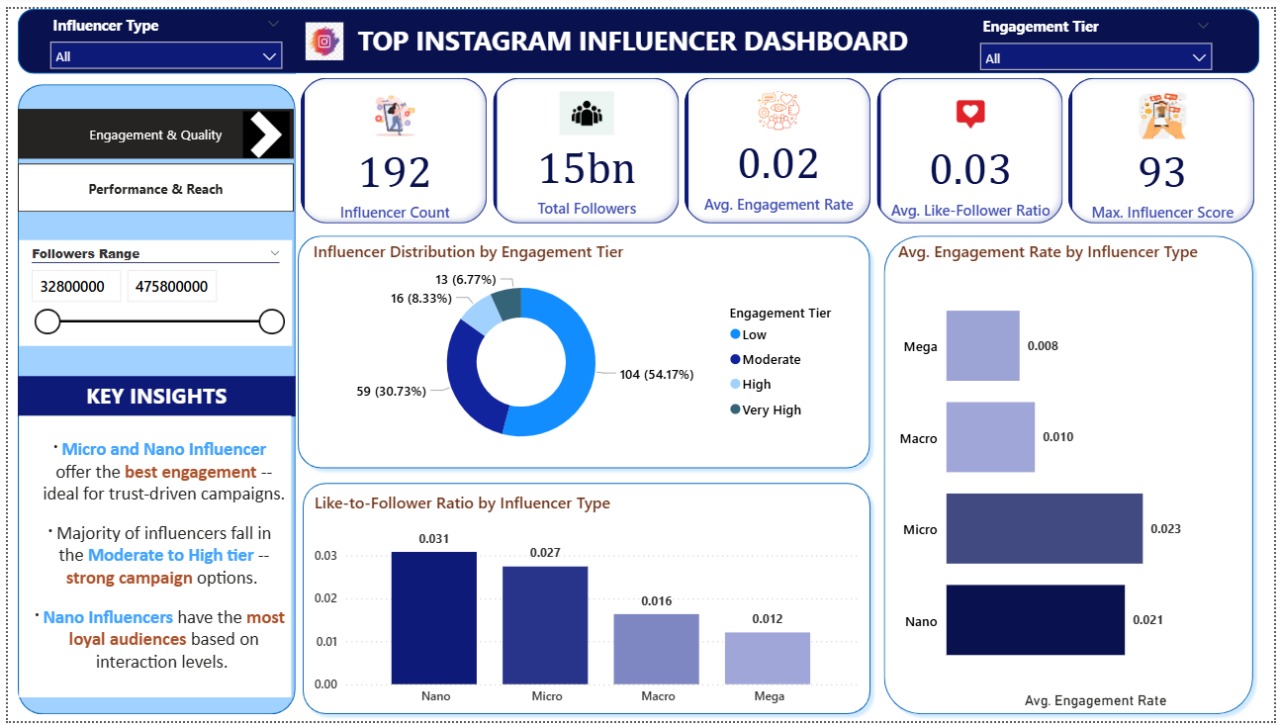 Influencer Type
All
TOP INSTAGRAM INFLUENCER DASHBOARD
Engagement Tier
All
Engagement & Quality
Performance & Reach
Followers Range
32800000
475800000
KEY INSIGHTS
· Micro and Nano Influencer
offer the best engagement --
ideal for trust-driven campaigns.
· Majority of influencers fall in
the Moderate to High tier --
strong campaign options.
· Nano Influencers have the most
loyal audiences based on
interaction levels.
192
Influencer Count
15bn
Total Followers
0.02
Avg. Engagement Rate
0.03
Avg. Like-Follower Ratio
93
Max. Influencer Score
Influencer Distribution by Engagement Tier
13 (6.77%)
16 (8.33%)
59 (30.73%)
104 (54.17%)
Engagement Tier
Low
Moderate
High
Very High
Like-to-Follower Ratio by Influencer Type
0.03
0.02
0.01
0.00
0.031
0.027
0.016
0.012
Nano
Micro
Macro
Mega
Avg. Engagement Rate by Influencer Type
Mega
0.008
Macro
0.010
Micro
0.023
Nano
0.021
Avg. Engagement Rate